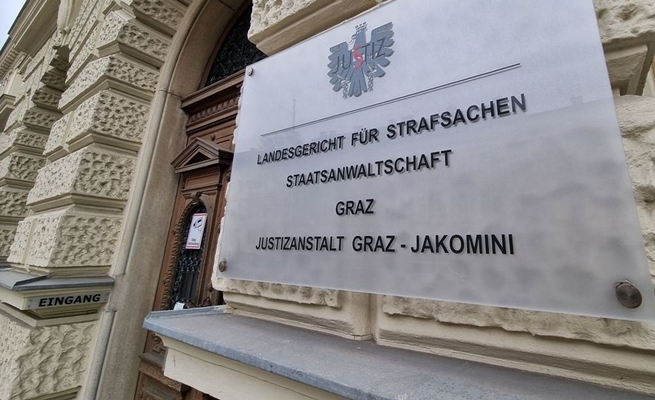 JUSTIZ
LANDESGERICHT FÜR STRAFSACHEN
STAATSANWALTSCHAFT
GRAZ
JUSTIZANSTALT GRAZ - JAKOMINI
EINGANG